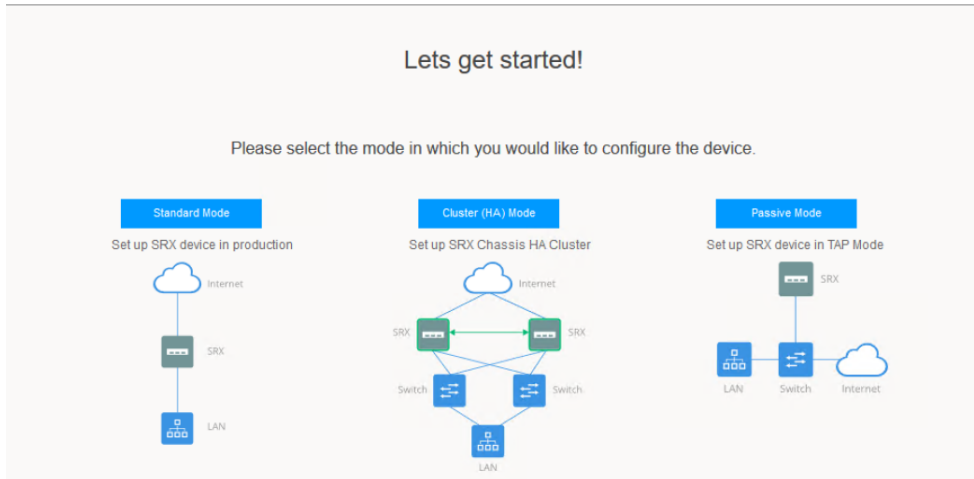 Lets get started!
Please select the mode in which you would like to configure the device.
Standard Mode
Set up SRX device in production
Internet
SRX
LAN
Cluster (HA) Mode
Set up SRX Chassis HA Cluster
Internet
SRX
SRX
Switch
Switch
LAN
Passive Mode
Set up SRX device in TAP Mode
SRX
LAN
Switch
Internet